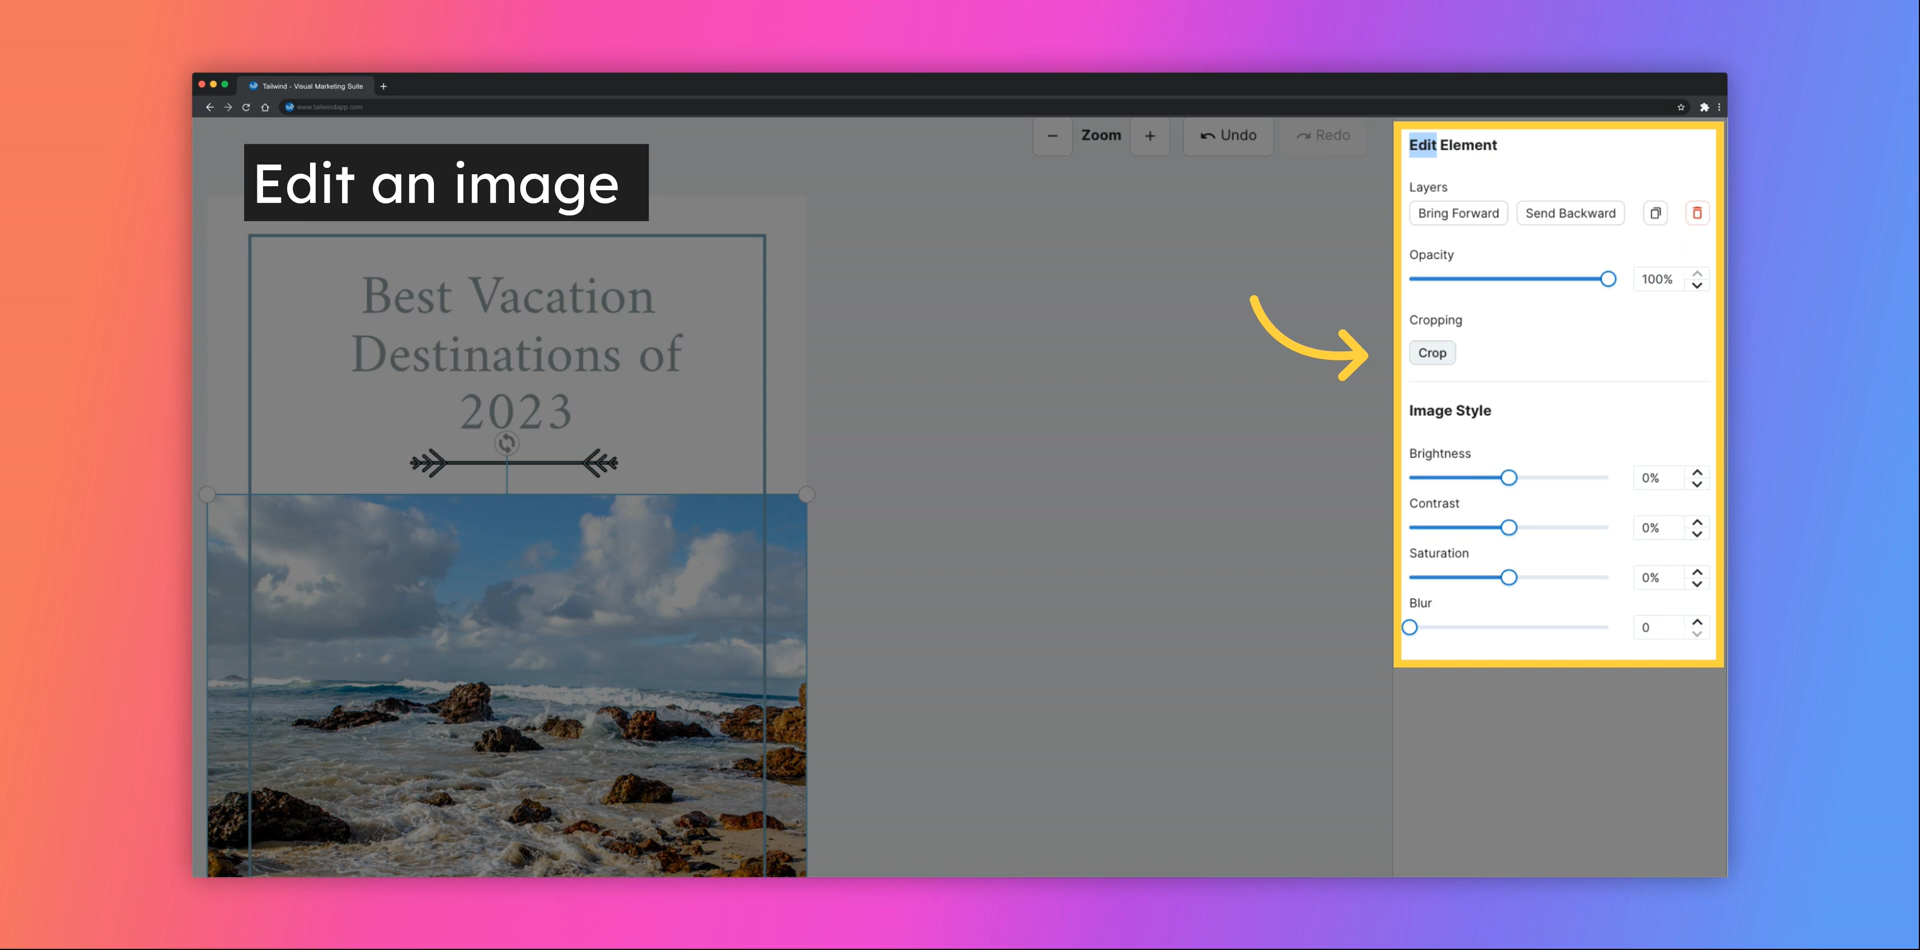 Tailwind - Visual Marketing Suite
www.tailwindapp.com
Zoom
Undo
Redo
Edit an image
Best Vacation
Destinations of
2023
Edit Element
Layers
Bring Forward
Send Backward
Opacity
100%
Cropping
Crop
Image Style
Brightness
0%
Contrast
0%
Saturation
0%
Blur
0